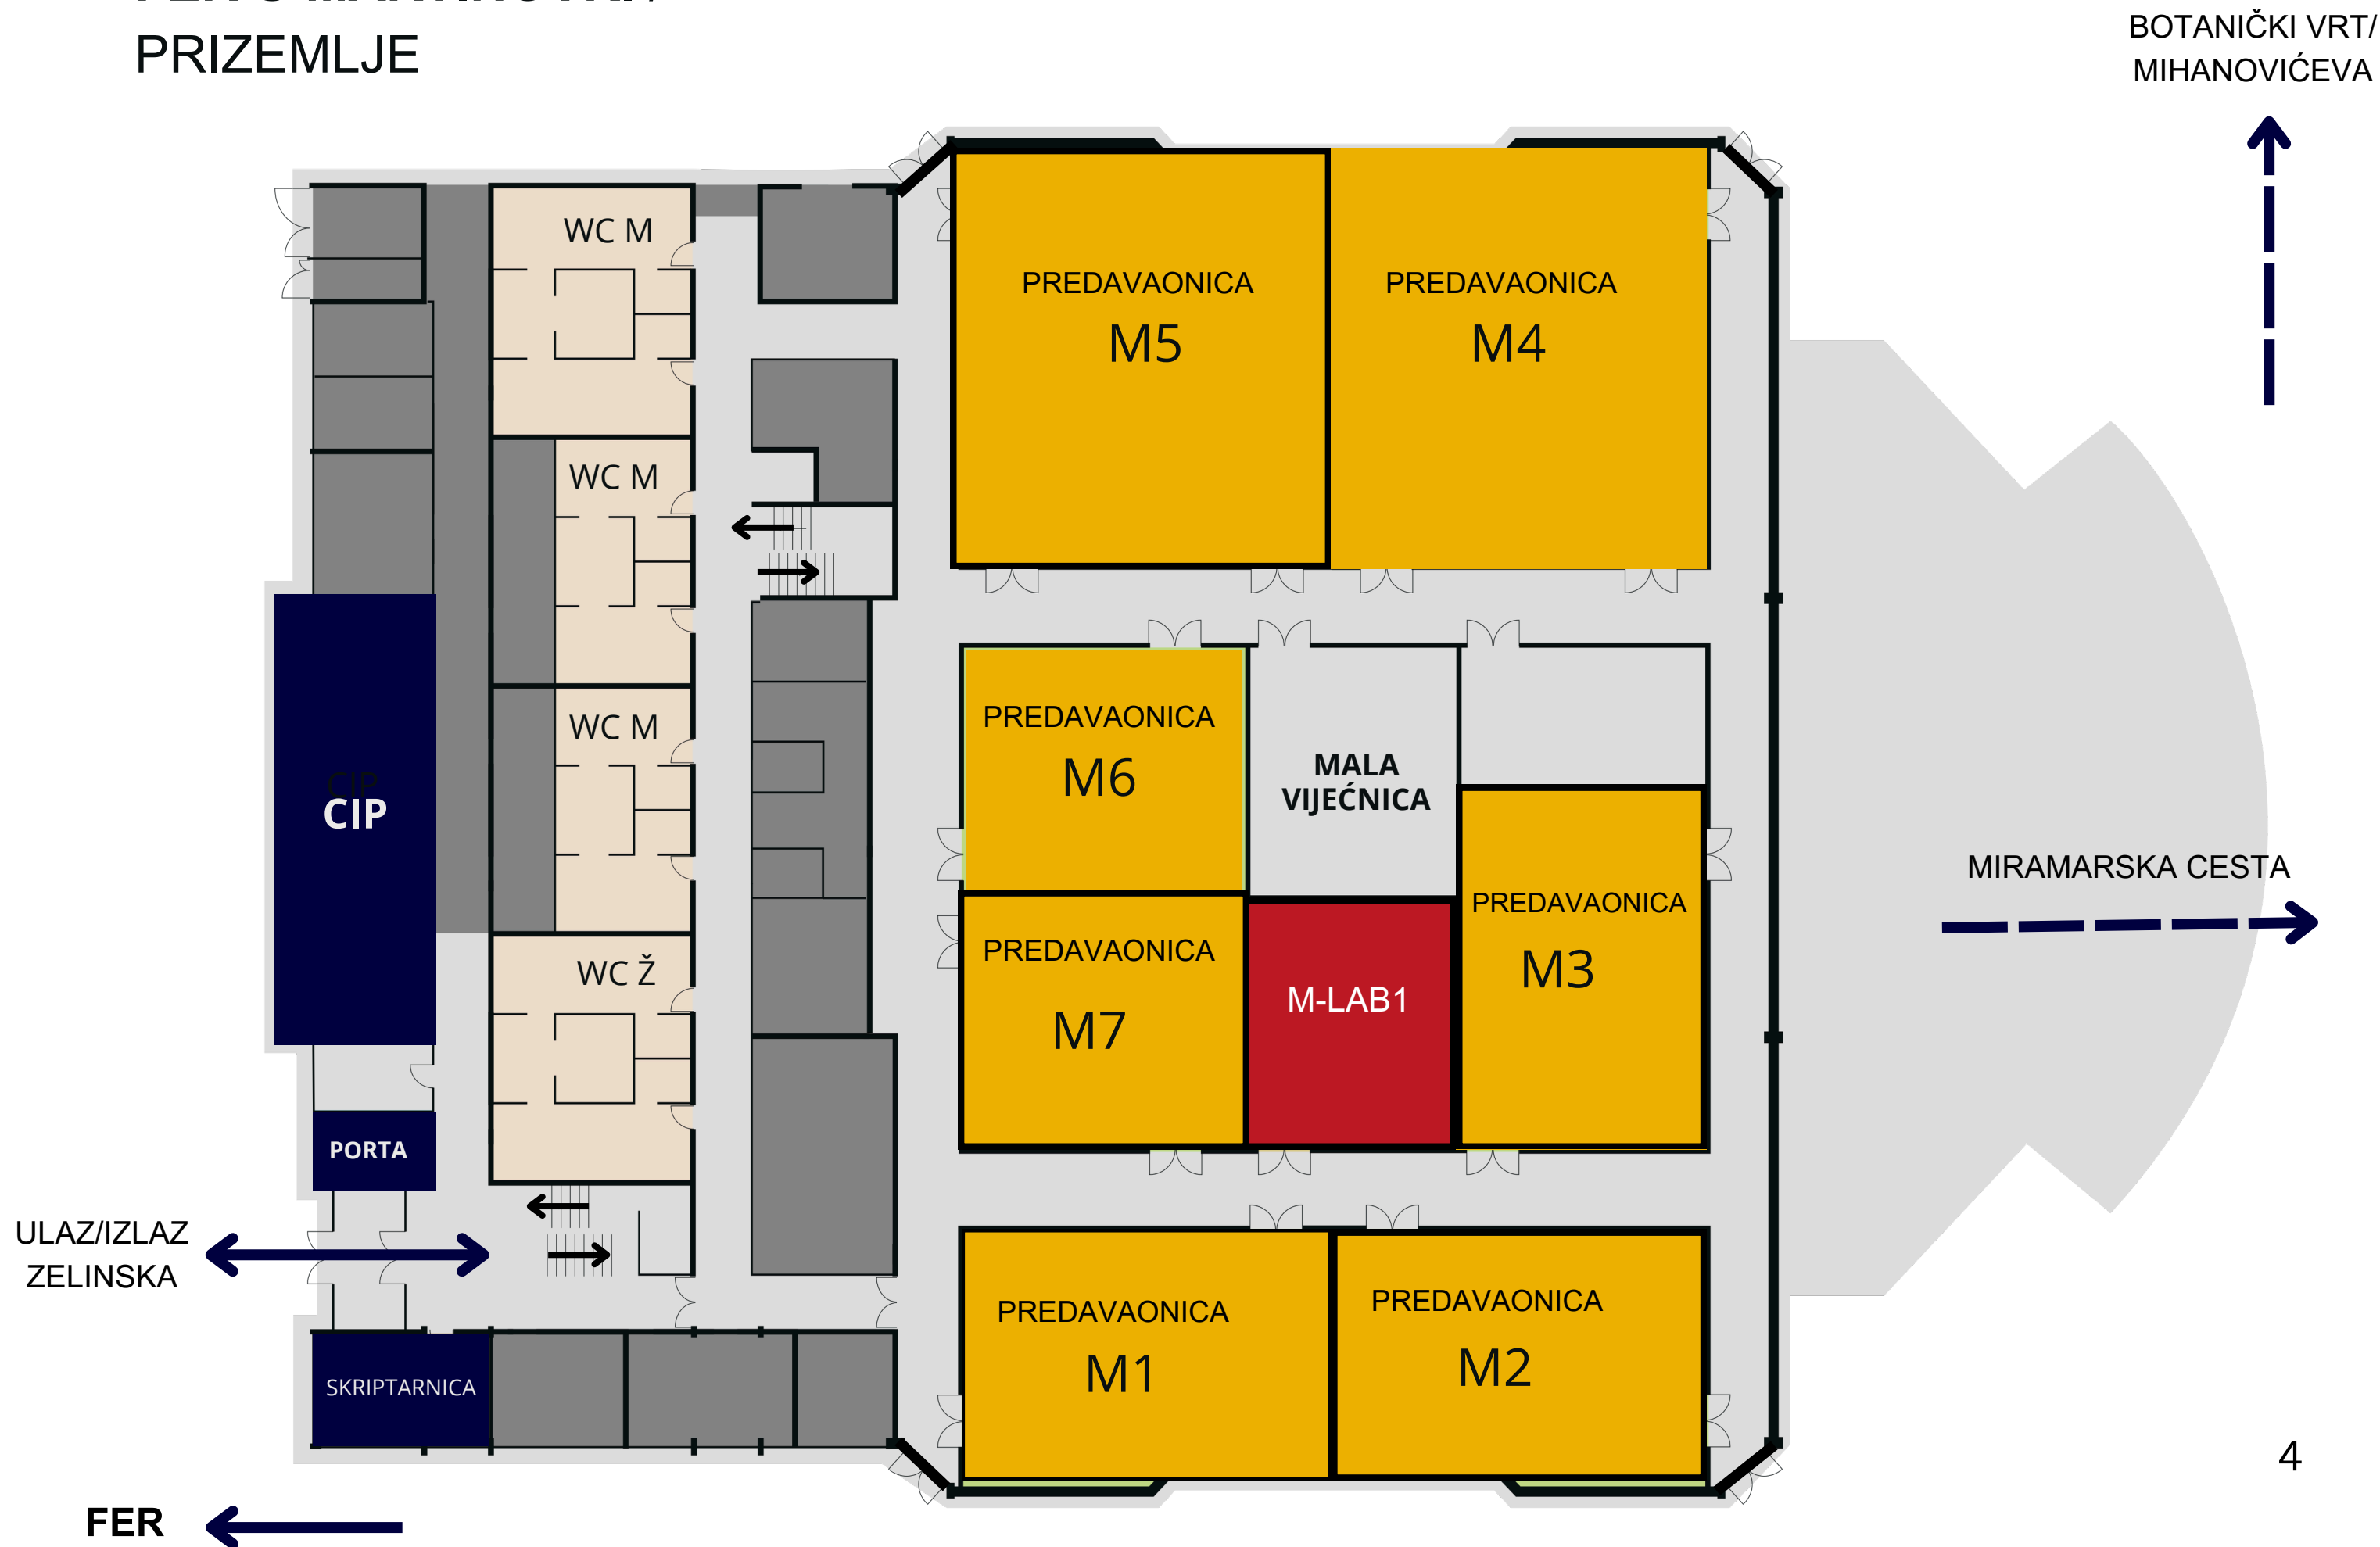 PRIZEMLJE
BOTANIČKI VRT/
MIHANOVIĆEVA
WC M
PREDAVAONICA
M5
PREDAVAONICA
M4
WC M
WC M
CIP
CIP
PREDAVAONICA
M6
MALA
VIJEĆNICA
MIRAMARSKA CESTA
PREDAVAONICA
M3
WC Ž
PREDAVAONICA
M7
M-LAB1
PORTA
ULAZ/IZLAZ
ZELINSKA
PREDAVAONICA
M1
PREDAVAONICA
M2
SKRIPTARNICA
4
FER